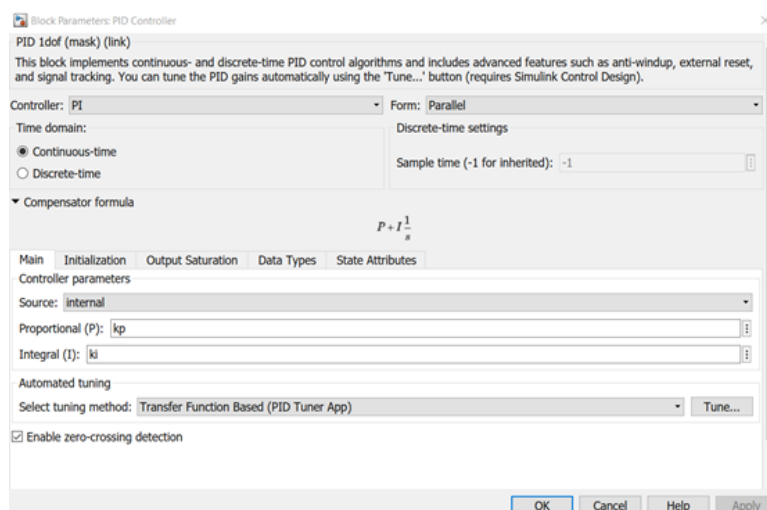 Block Parameters: PID Controller
PID 1dof (mask) (link)
This block implements continuous- and discrete-time PID control algorithms and includes advanced features such as anti-windup, external reset,
and signal tracking. You can tune the PID gains automatically using the 'Tune...' button (requires Simulink Control Design).
Controller: PI Form: Parallel
Time domain: Discrete-time settings
Continuous-time
Sample time (-1 for inherited): -1
Discrete-time
Compensator formula
P+I 1/s
Main Initialization Output Saturation Data Types State Attributes
Controller parameters
Source: internal
Proportional (P): kp
Integral (I): ki
Automated tuning
Select tuning method: Transfer Function Based (PID Tuner App) Tune...
Enable zero-crossing detection
OK Cancel Help Apply